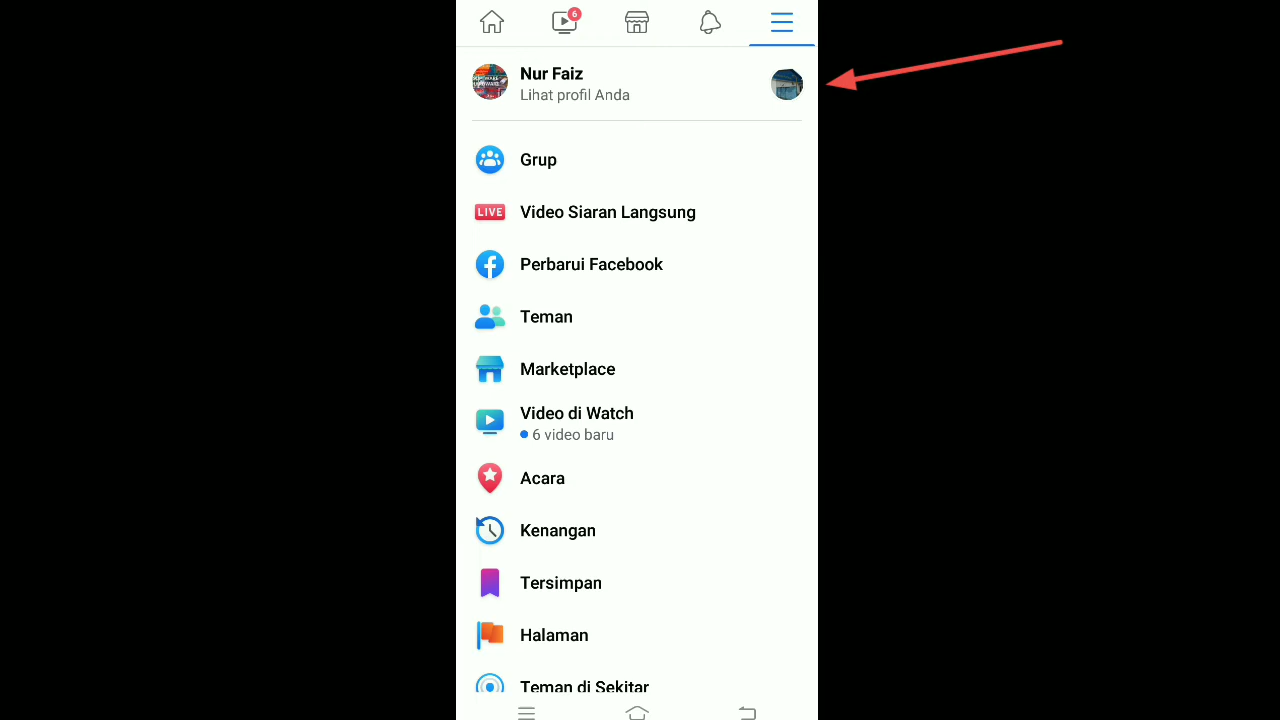 6
Nur Faiz
Lihat profil Anda
Grup
LIVE
Video Siaran Langsung
Perbarui Facebook
Teman
Marketplace
Video di Watch
6 video baru
Acara
Kenangan
Tersimpan
Halaman
Teman di Sekitar